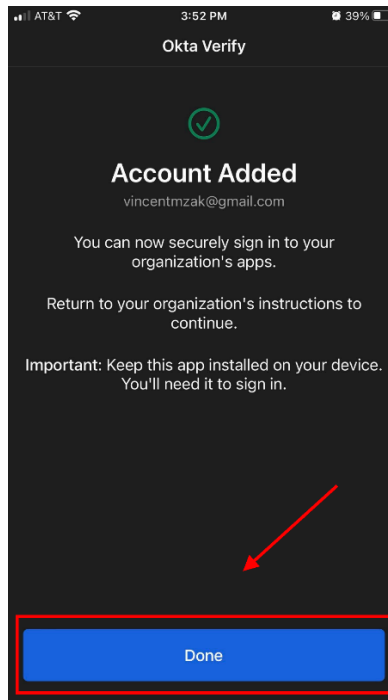 AT&T 3:52 PM 39%
Okta Verify
Account Added
vincentmzak@gmail.com
You can now securely sign in to your
organization's apps.
Return to your organization's instructions to
continue.
Important: Keep this app installed on your device.
You'll need it to sign in.
Done